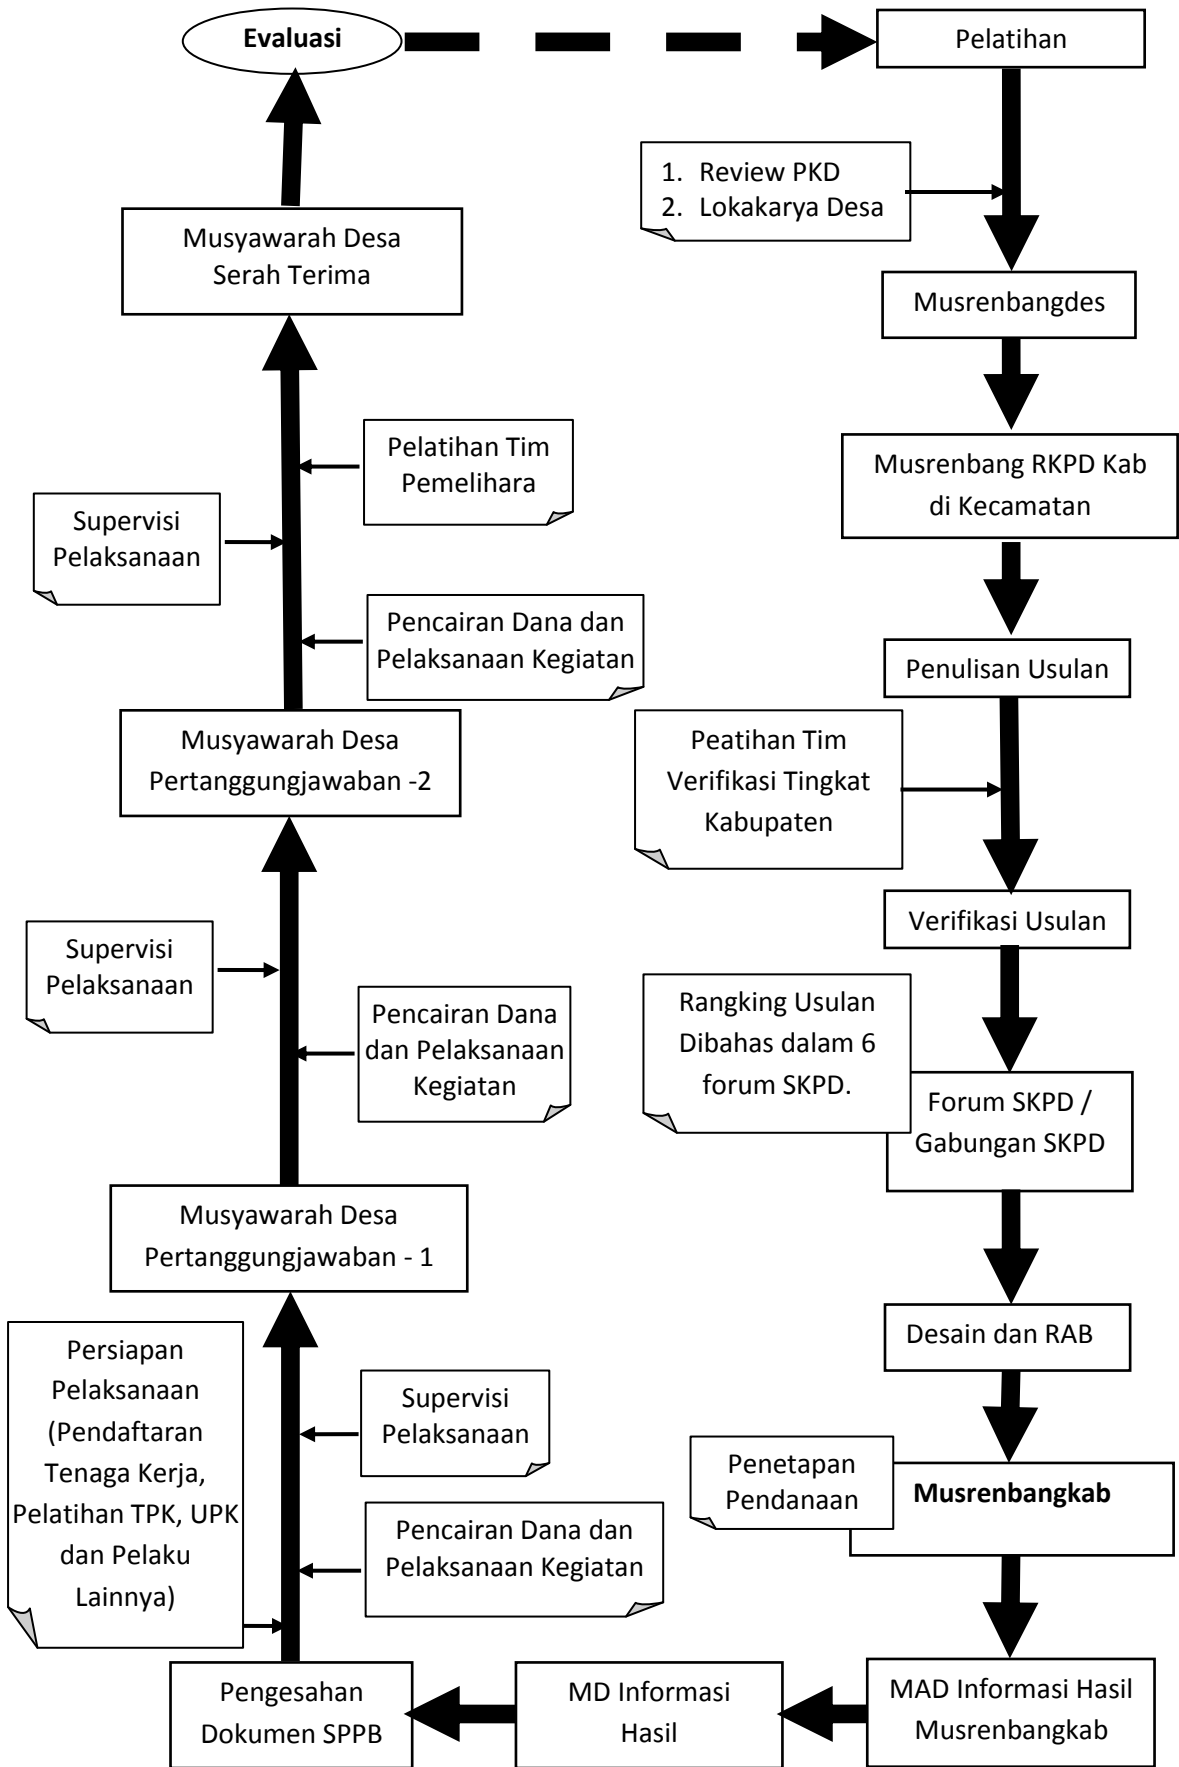 Evaluasi
Pelatihan
1. Review PKD
2. Lokakarya Desa
Musrenbangdes
Musrenbang RKPD Kab
di Kecamatan
Penulisan Usulan
Peatihan Tim
Verifikasi Tingkat
Kabupaten
Verifikasi Usulan
Rangking Usulan
Dibahas dalam 6
forum SKPD.
Forum SKPD /
Gabungan SKPD
Desain dan RAB
Penetapan
Pendanaan
Musrenbangkab
MAD Informasi Hasil
Musrenbangkab
MD Informasi
Hasil
Pengesahan
Dokumen SPPB
Persiapan
Pelaksanaan
(Pendaftaran
Tenaga Kerja,
Pelatihan TPK, UPK
dan Pelaku
Lainnya)
Pencairan Dana dan
Pelaksanaan Kegiatan
Supervisi
Pelaksanaan
Musyawarah Desa
Pertanggungjawaban - 1
Pencairan Dana
dan Pelaksanaan
Kegiatan
Supervisi
Pelaksanaan
Musyawarah Desa
Pertanggungjawaban -2
Pencairan Dana dan
Pelaksanaan Kegiatan
Supervisi
Pelaksanaan
Pelatihan Tim
Pemelihara
Musyawarah Desa
Serah Terima